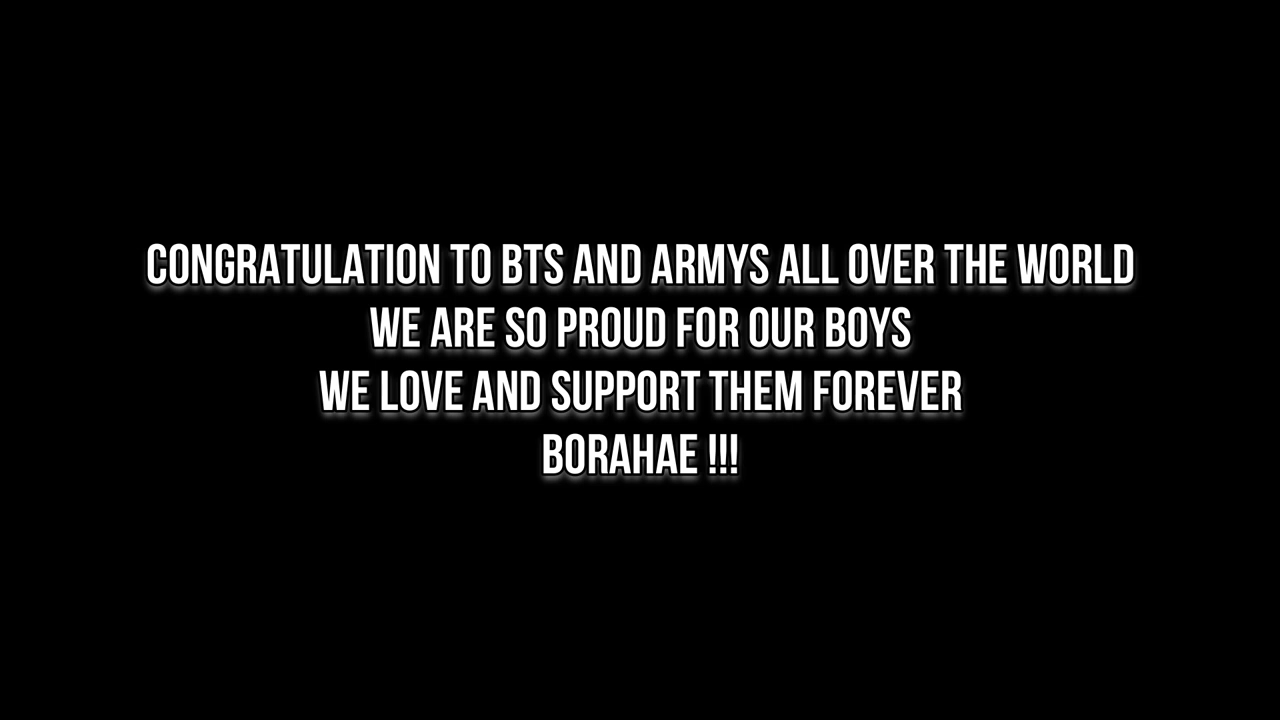 CONGRATULATION TO BTS AND ARMYS ALL OVER THE WORLD
WE ARE SO PROUD FOR OUR BOYS
WE LOVE AND SUPPORT THEM FOREVER
BORAHAE !!!